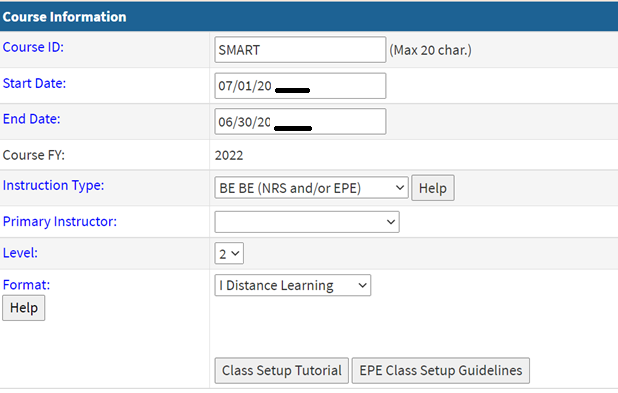 Course Information
Course ID: SMART (Max 20 char.)
Start Date: 07/01/20
End Date: 06/30/20
Course FY: 2022
Instruction Type: BE BE (NRS and/or EPE) Help
Primary Instructor:
Level: 2
Format: I Distance Learning
Help
Class Setup Tutorial EPE Class Setup Guidelines